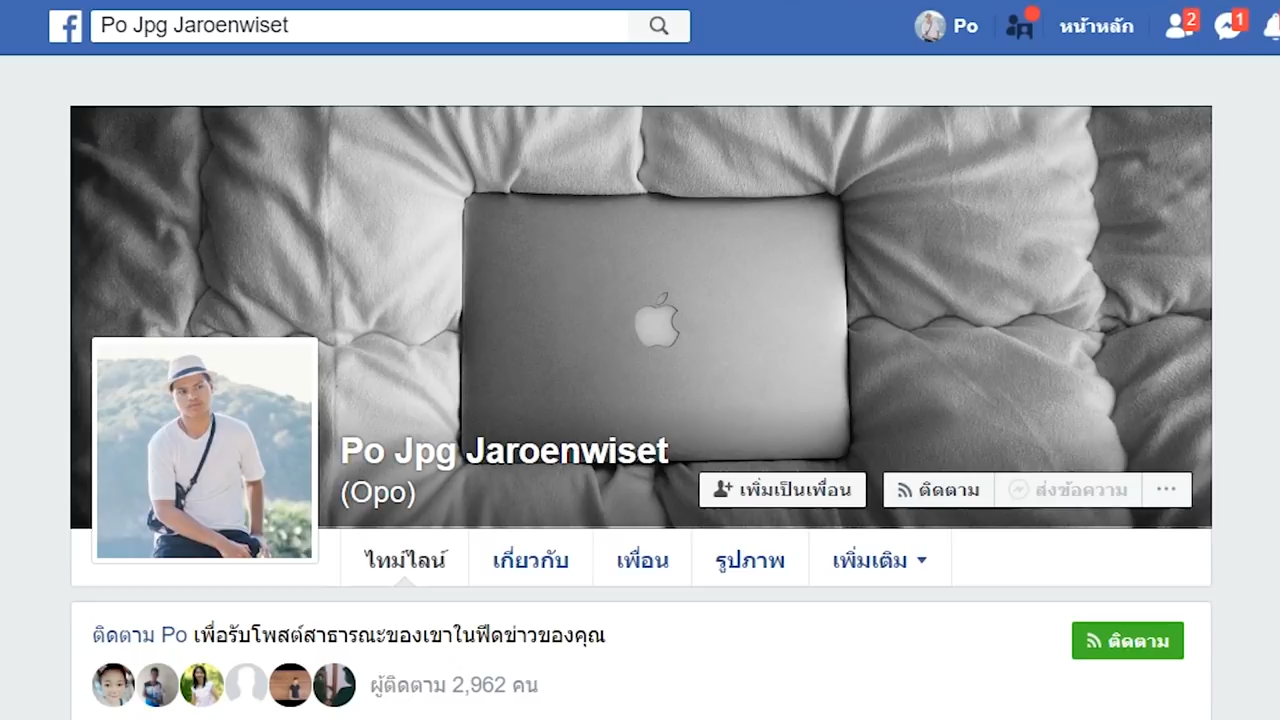 f Po Jpg Jaroenwiset Po หน้าหลัก 2 1
Po Jpg Jaroenwiset
(Opo)
เพิ่มเป็นเพื่อน ติดตาม ส่งข้อความ ...
ไทม์ไลน์ เกี่ยวกับ เพื่อน รูปภาพ เพิ่มเติม
ติดตาม Po เพื่อรับโพสต์สาธารณะของเขาในฟีดข่าวของคุณ ติดตาม
ผู้ติดตาม 2,962 คน